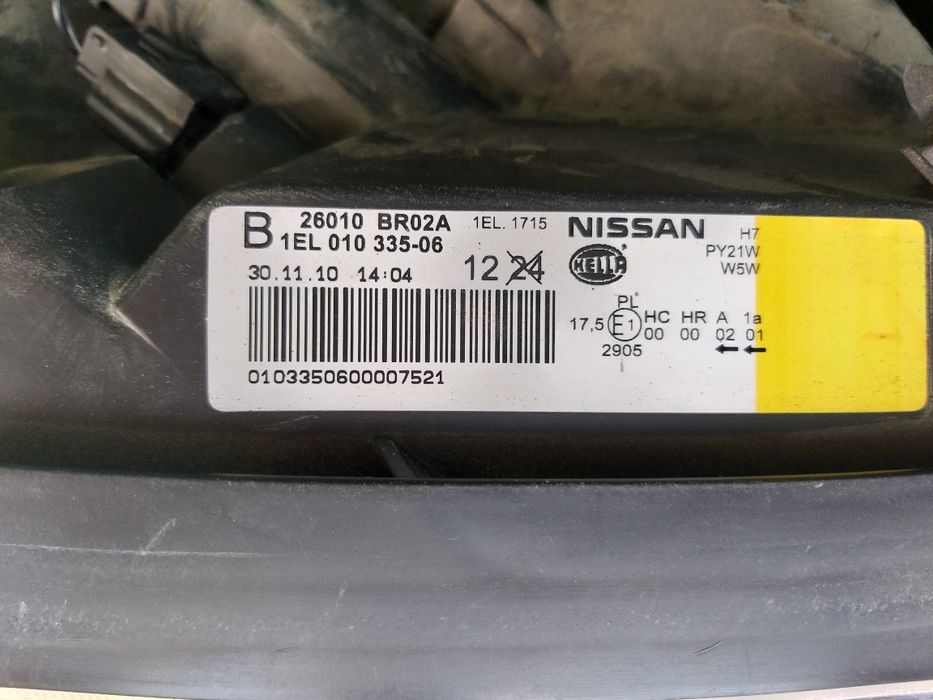 B 26010 BR02A 1EL. 1715 NISSAN H7
1EL 010 335-06 PY21W
30.11.10 14:04 12 24 HELLA W5W
PL
17,5 E1 HC HR A 1a
00 00 02 01
2905
0103350600007521